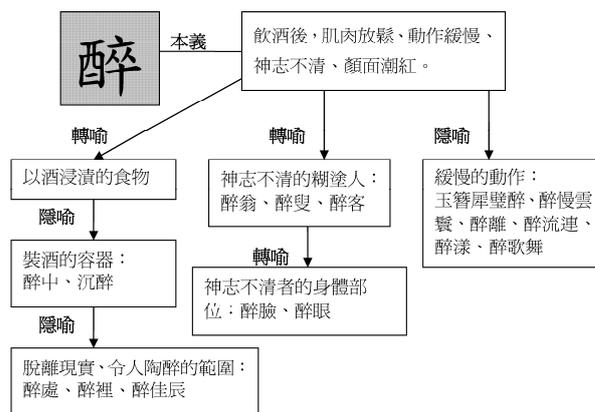 醉
本義
飲酒後，肌肉放鬆、動作緩慢、
神志不清、顏面潮紅。
轉喻
轉喻
隱喻
以酒浸漬的食物
神志不清的糊塗人：
醉翁、醉叟、醉客
緩慢的動作：
玉簪犀璧醉、醉慢雲
鬟、醉離、醉流連、
醉漾、醉歌舞
隱喻
轉喻
裝酒的容器：
醉中、沉醉
神志不清者的身體部
位：醉臉、醉眼
隱喻
脫離現實、令人陶醉的範圍：
醉處、醉裡、醉佳辰